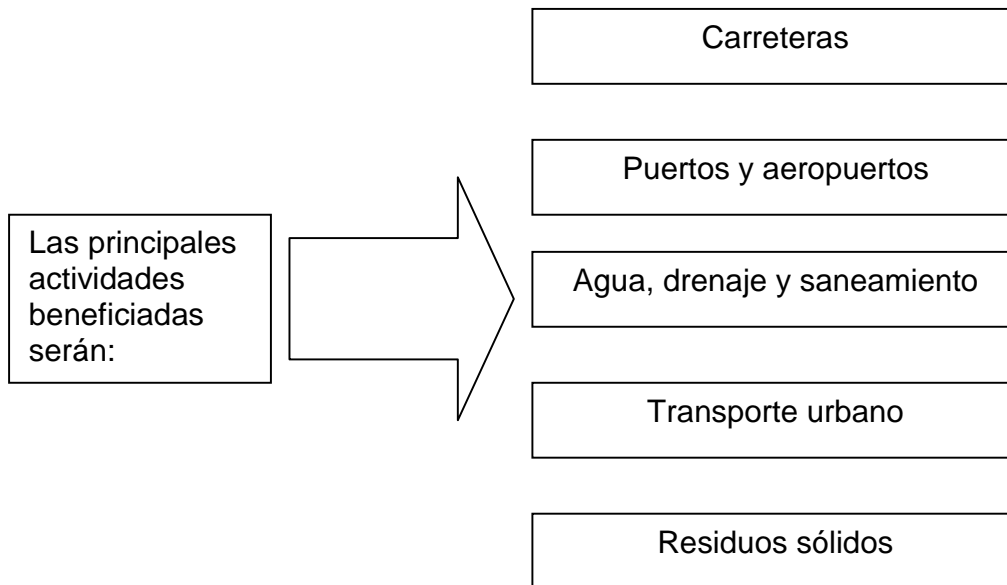 Las principales
actividades
beneficiadas
serán:
Carreteras
Puertos y aeropuertos
Agua, drenaje y saneamiento
Transporte urbano
Residuos sólidos